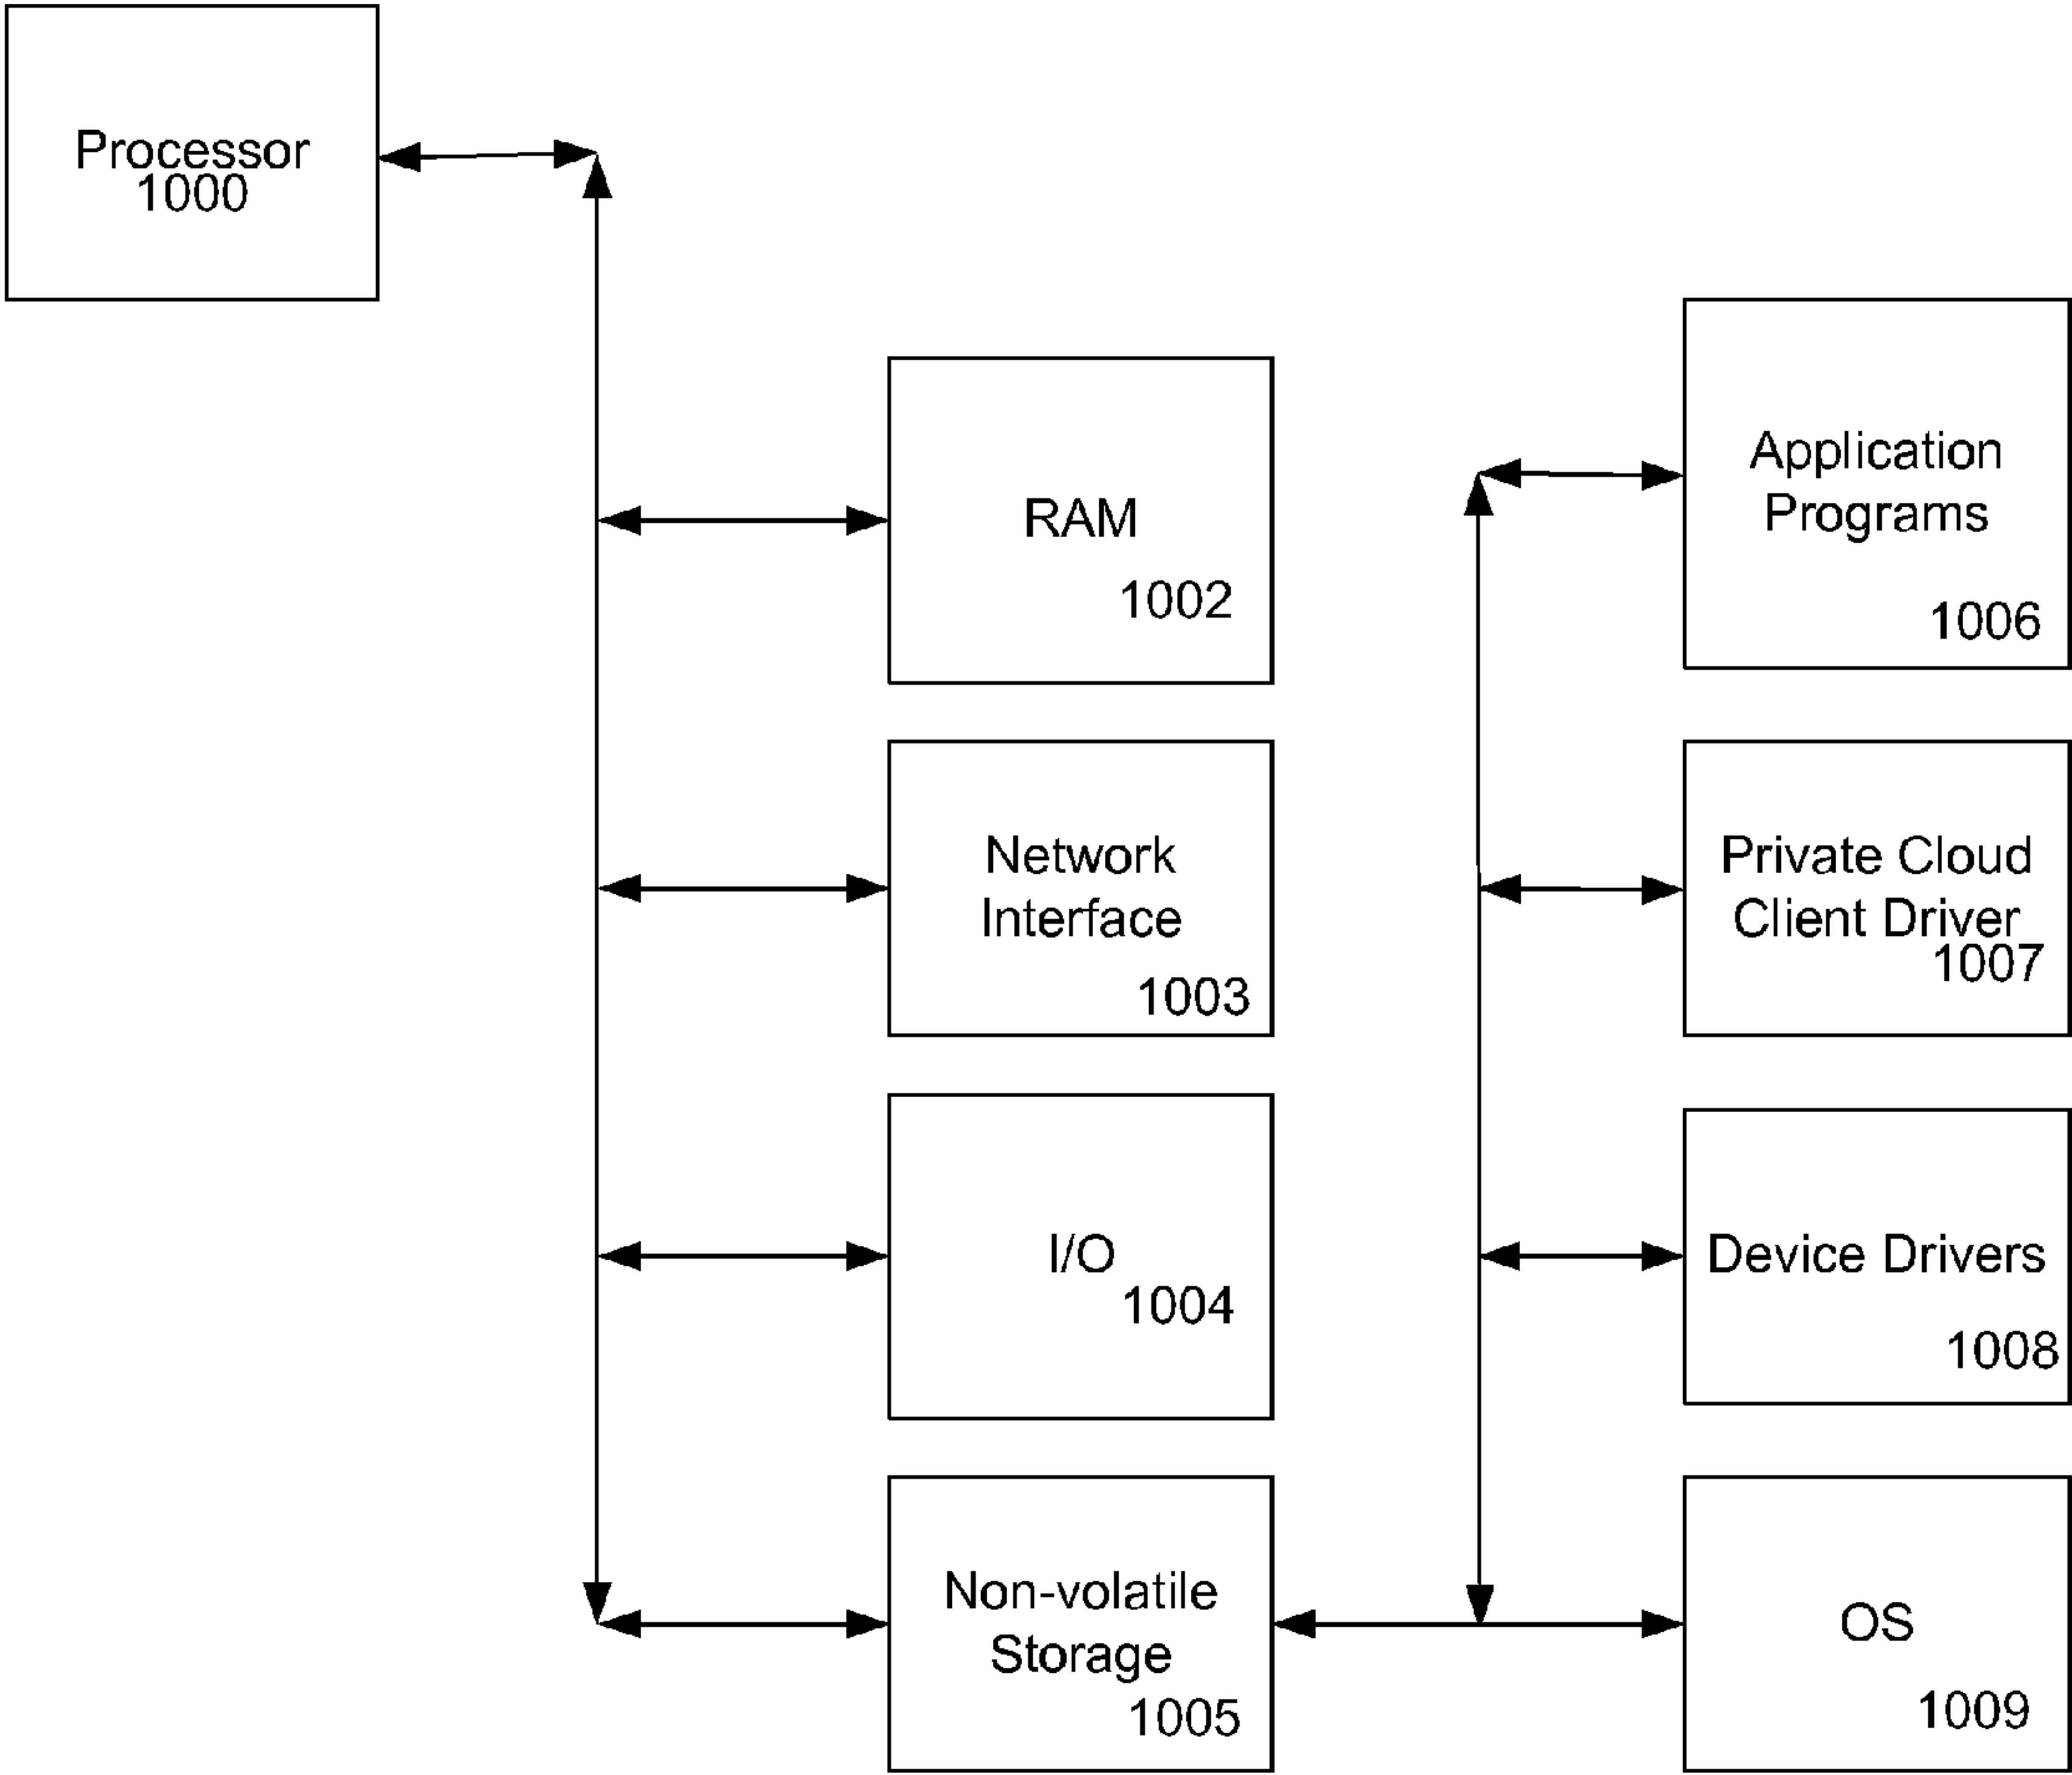 Processor
1000
RAM
1002
Network
Interface
1003
I/O
1004
Non-volatile
Storage
1005
Application
Programs
1006
Private Cloud
Client Driver
1007
Device Drivers
1008
OS
1009